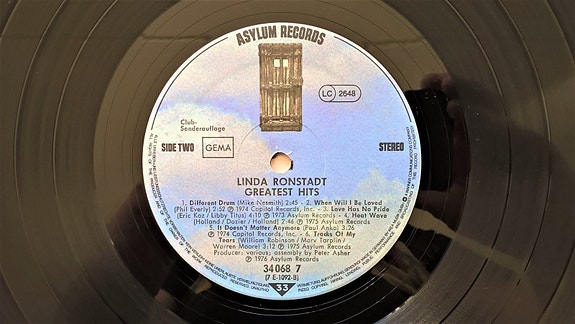 ASYLUM RECORDS
LC 2648
Club-
Sonderauflage
SIDE TWO
GEMA
STEREO
LINDA RONSTADT
GREATEST HITS
1. Different Drum (Mike Nesmith) 2:45 - 2. When Will I Be Loved
(Phil Everly) 2:52 ℗ 1974 Capitol Records, Inc. - 3. Love Has No Pride
(Eric Kaz / Libby Titus) 4:10 ℗ 1973 Asylum Records - 4. Heat Wave
(Holland / Dozier / Holland) 2:46 ℗ 1975 Asylum Records -
5. It Doesn't Matter Anymore (Paul Anka) 3:26
℗ 1974 Capitol Records, Inc. - 6. Tracks Of My
Tears (William Robinson / Marv Tarplin /
Warren Moore) 3:12 ℗ 1975 Asylum Records
Producer: various; assembly by Peter Asher
℗ 1976 Asylum Records
34 068 7
(7 E-1092-B)
33